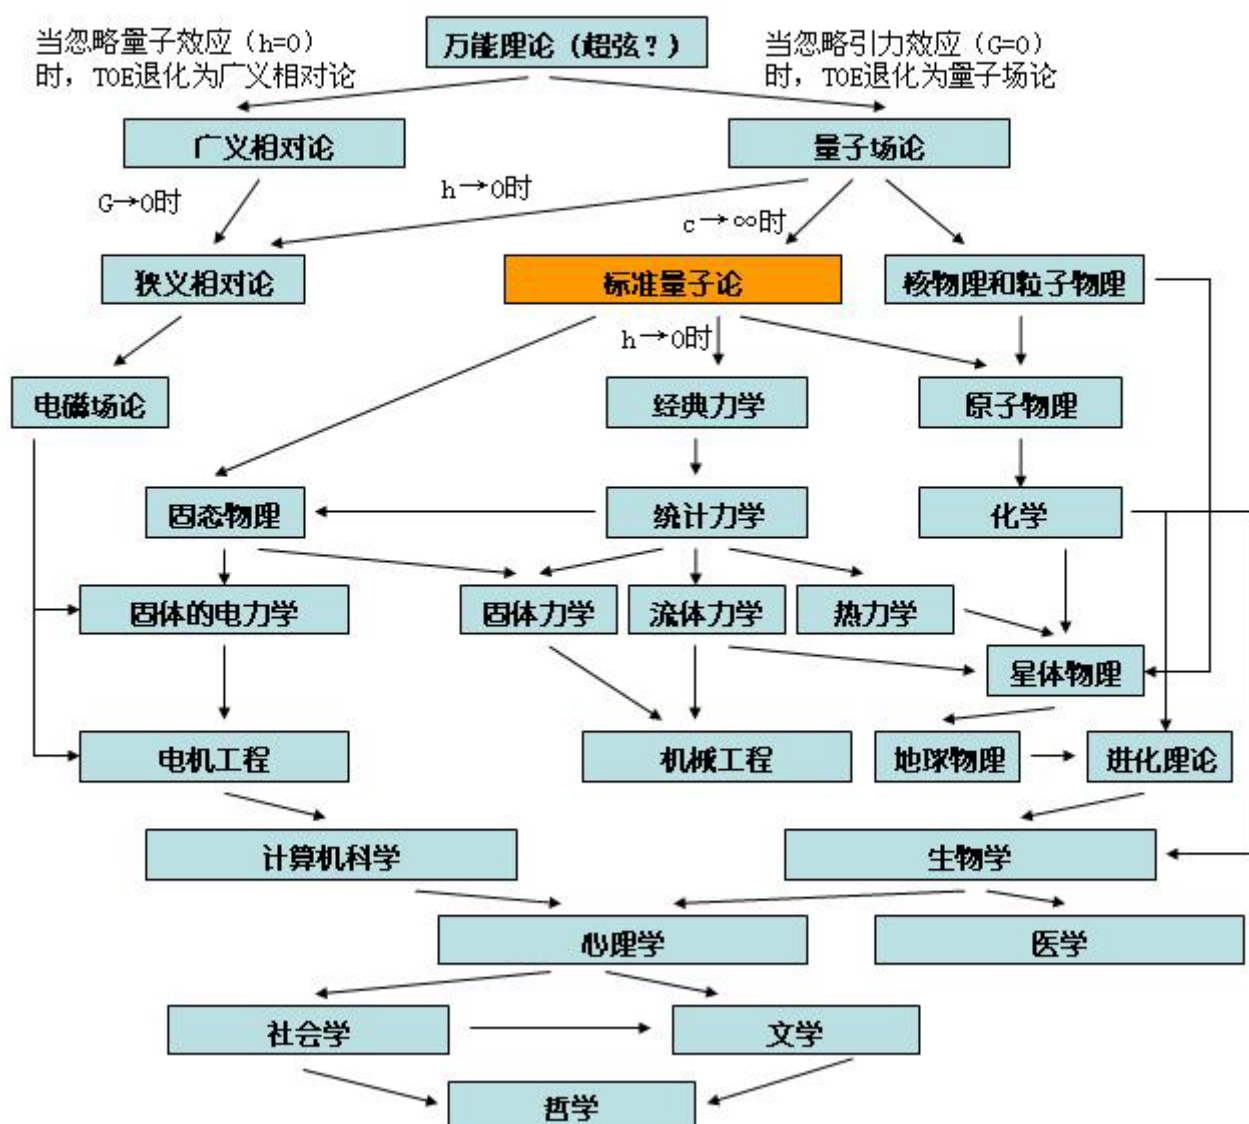 当忽略量子效应（h=0）
时，TOE退化为广义相对论
万能理论（超弦？）
当忽略引力效应（G=0）
时，TOE退化为量子场论
广义相对论
量子场论
G→0时
h→0时
c→∞时
狭义相对论
标准量子论
核物理和粒子物理
h→0时
电磁场论
经典力学
原子物理
固态物理
统计力学
化学
固体的电力学
固体力学
流体力学
热力学
星体物理
电机工程
机械工程
地球物理
进化理论
计算机科学
生物学
心理学
医学
社会学
文学
哲学